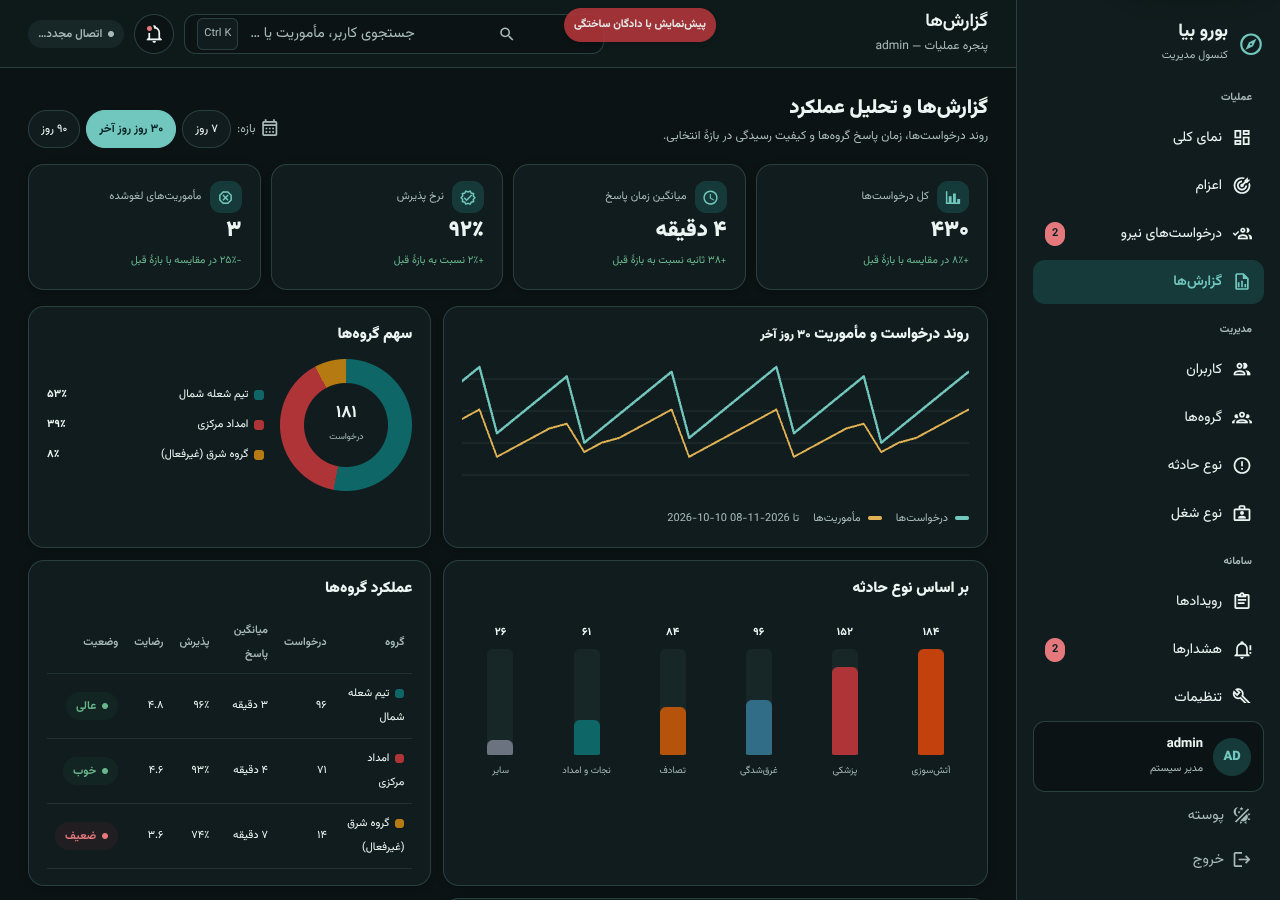 بورو بیا
کنسول مدیریت
عملیات
نمای کلی
اعزام
درخواست‌های نیرو
2
گزارش‌ها
مدیریت
کاربران
گروه‌ها
نوع حادثه
نوع شغل
سامانه
رویدادها
هشدارها
2
تنظیمات
AD
admin
مدیر سیستم
پوسته
خروج
گزارش‌ها
پنجره عملیات — admin
پیش‌نمایش با دادگان ساختگی
جستجوی کاربر، مأموریت یا ...
Ctrl K
اتصال مجدد...
گزارش‌ها و تحلیل عملکرد
روند درخواست‌ها، زمان پاسخ گروه‌ها و کیفیت رسیدگی در بازهٔ انتخابی.
بازه:
۷ روز
۳۰ روز روز آخر
۹۰ روز
کل درخواست‌ها
۴۳۰
+۸٪ در مقایسه با بازهٔ قبل
میانگین زمان پاسخ
۴ دقیقه
+۳۸ ثانیه نسبت به بازهٔ قبل
نرخ پذیرش
۹۲٪
+۲٪ نسبت به بازهٔ قبل
مأموریت‌های لغوشده
۳
-۲۵٪ در مقایسه با بازهٔ قبل
روند درخواست و مأموریت ۳۰ روز آخر
درخواست‌ها
مأموریت‌ها
2026-10-10 تا 2026-11-08
سهم گروه‌ها
۱۸۱
درخواست
تیم شعله شمال ۵۳٪
امداد مرکزی ۳۹٪
گروه شرق (غیرفعال) ۸٪
بر اساس نوع حادثه
۱۸۴ ۱۵۲ ۹۶ ۸۴ ۶۱ ۲۶
آتش‌سوزی پزشکی غرق‌شدگی تصادف نجات و امداد سایر
عملکرد گروه‌ها
گروه درخواست میانگین پاسخ پذیرش رضایت وضعیت
تیم شعله شمال ۹۶ ۳ دقیقه ۹۶٪ ۴.۸ عالی
امداد مرکزی ۷۱ ۴ دقیقه ۹۳٪ ۴.۶ خوب
گروه شرق (غیرفعال) ۱۴ ۷ دقیقه ۷۴٪ ۳.۶ ضعیف